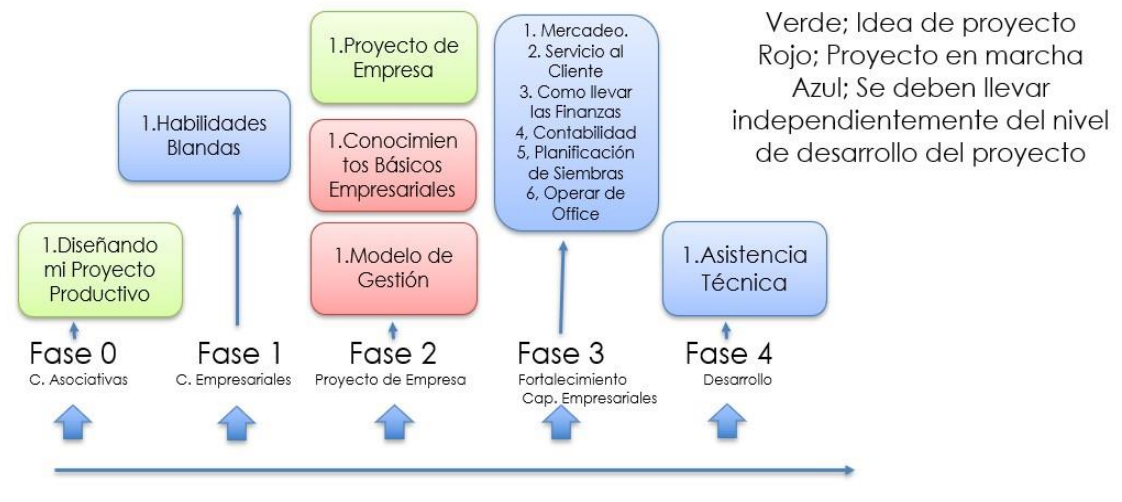 Verde; Idea de proyecto
Rojo; Proyecto en marcha
Azul; Se deben llevar
independientemente del nivel
de desarrollo del proyecto
1.Diseñando
mi Proyecto
Productivo
1.Habilidades
Blandas
1.Proyecto de
Empresa
1.Conocimien
tos Básicos
Empresariales
1.Modelo de
Gestión
1. Mercadeo.
2. Servicio al
Cliente
3. Como llevar
las Finanzas
4, Contabilidad
5, Planificación
de Siembras
6, Operar de
Office
1.Asistencia
Técnica
Fase 0
C. Asociativas
Fase 1
C. Empresariales
Fase 2
Proyecto de Empresa
Fase 3
Fortalecimiento
Cap. Empresariales
Fase 4
Desarrollo